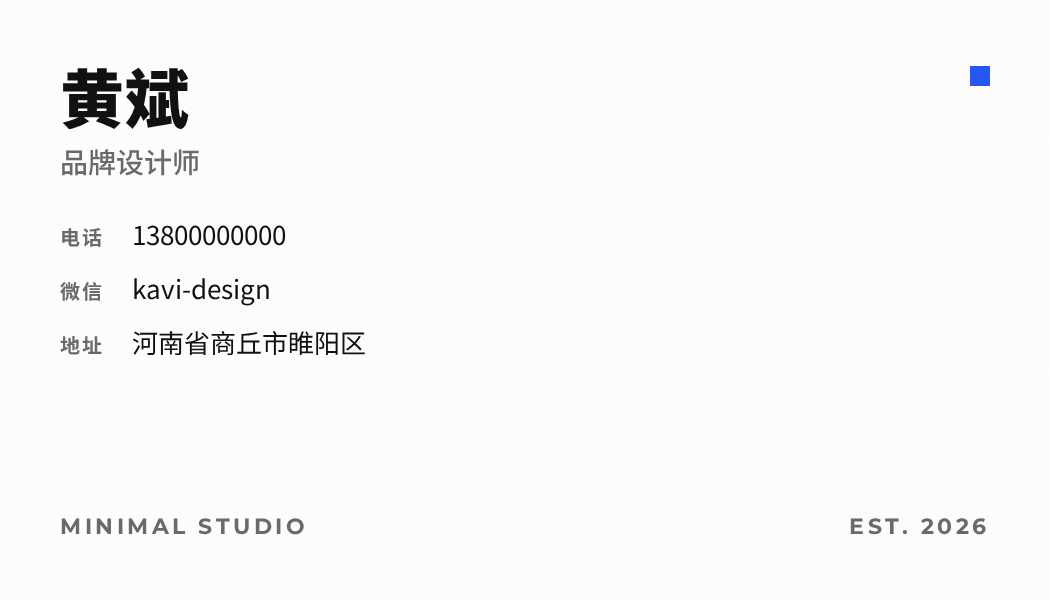 黄斌
品牌设计师
电话 13800000000
微信 kavi-design
地址 河南省商丘市睢阳区
MINIMAL STUDIO
EST. 2026